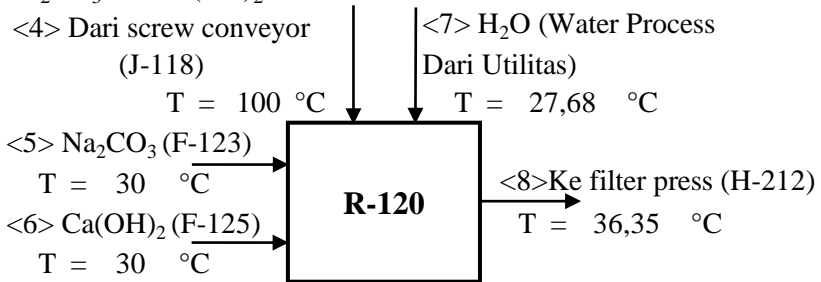 <4> Dari screw conveyor
(J-118)
T = 100 °C
<7> H₂O (Water Process
Dari Utilitas)
T = 27,68 °C
<5> Na₂CO₃ (F-123)
T = 30 °C
<6> Ca(OH)₂ (F-125)
T = 30 °C
R-120
<8>Ke filter press (H-212)
T = 36,35 °C